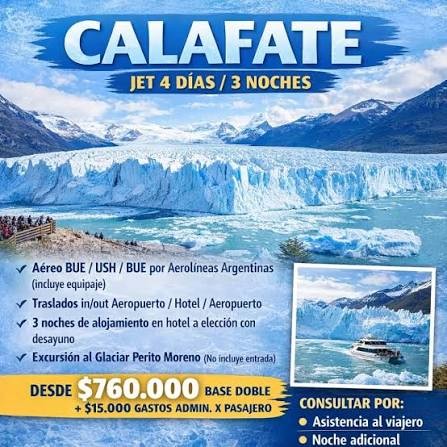 CALAFATE
JET 4 DÍAS / 3 NOCHES
Aéreo BUE / USH / BUE por Aerolíneas Argentinas
(incluye equipaje)
Traslados in/out Aeropuerto / Hotel / Aeropuerto
3 noches de alojamiento en hotel a elección con
desayuno
Excursión al Glaciar Perito Moreno (No incluye entrada)
DESDE $760.000 BASE DOBLE
+ $15.000 GASTOS ADMIN. X PASAJERO
CONSULTAR POR:
Asistencia al viajero
Noche adicional